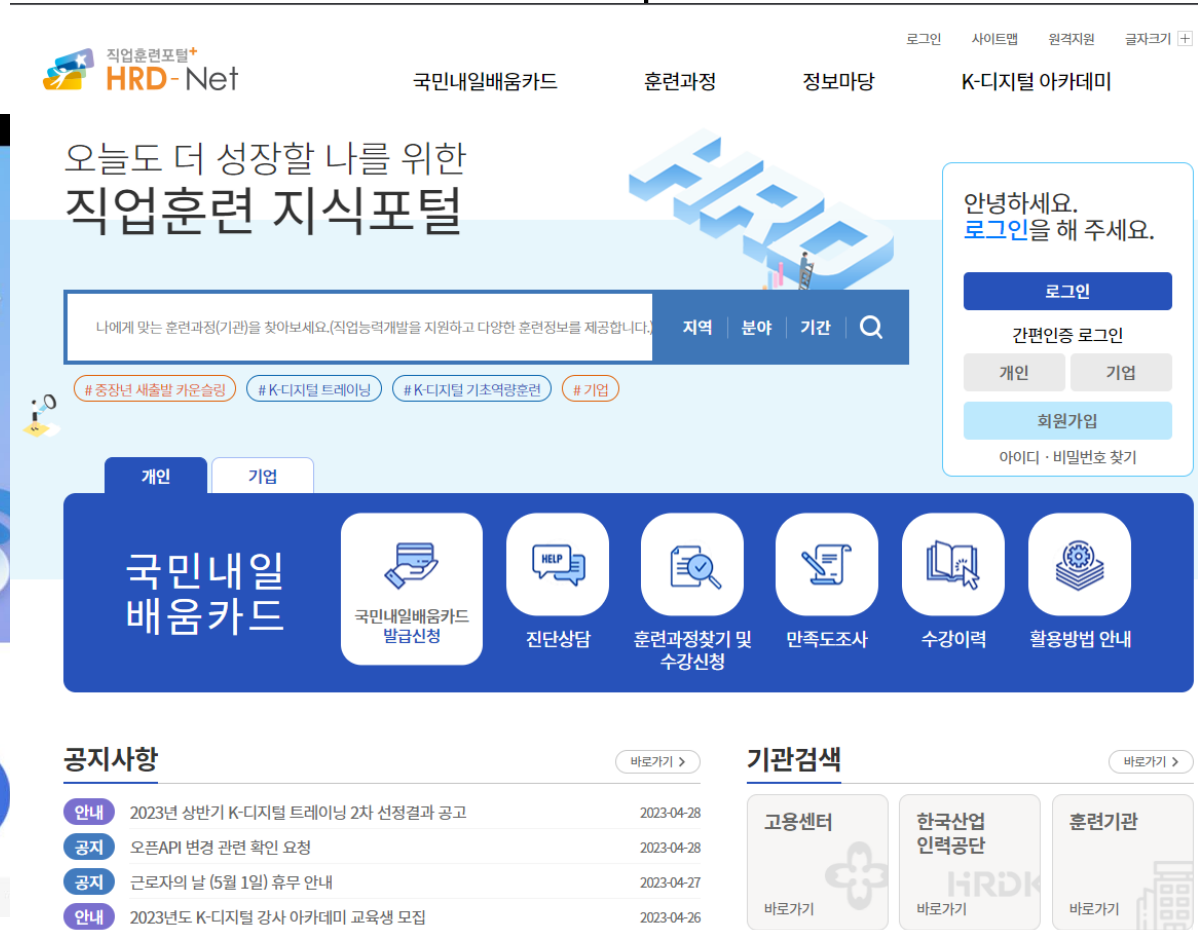 로그인 사이트맵 원격지원 글자크기 +
직업훈련포털+
HRD-Net
국민내일배움카드 훈련과정 정보마당 K-디지털 아카데미
오늘도 더 성장할 나를 위한
직업훈련 지식포털
HRD
안녕하세요.
로그인을 해 주세요.
로그인
나에게 맞는 훈련과정(기관)을 찾아보세요.(직업능력개발을 지원하고 다양한 훈련정보를 제공합니다.)
지역 분야 기간
간편인증 로그인
개인 기업
# 중장년 새출발 카운슬링 # K-디지털 트레이닝 # K-디지털 기초역량훈련 # 기업
회원가입
아이디 · 비밀번호 찾기
개인 기업
국민내일
배움카드
국민내일배움카드
발급신청
HELP
진단상담
훈련과정찾기 및
수강신청
만족도조사
수강이력
활용방법 안내
공지사항 바로가기 >
안내 2023년 상반기 K-디지털 트레이닝 2차 선정결과 공고 2023-04-28
공지 오픈API 변경 관련 확인 요청 2023-04-28
공지 근로자의 날 (5월 1일) 휴무 안내 2023-04-27
안내 2023년도 K-디지털 강사 아카데미 교육생 모집 2023-04-26
기관검색 바로가기 >
고용센터
바로가기
한국산업
인력공단
HRDK
바로가기
훈련기관
바로가기